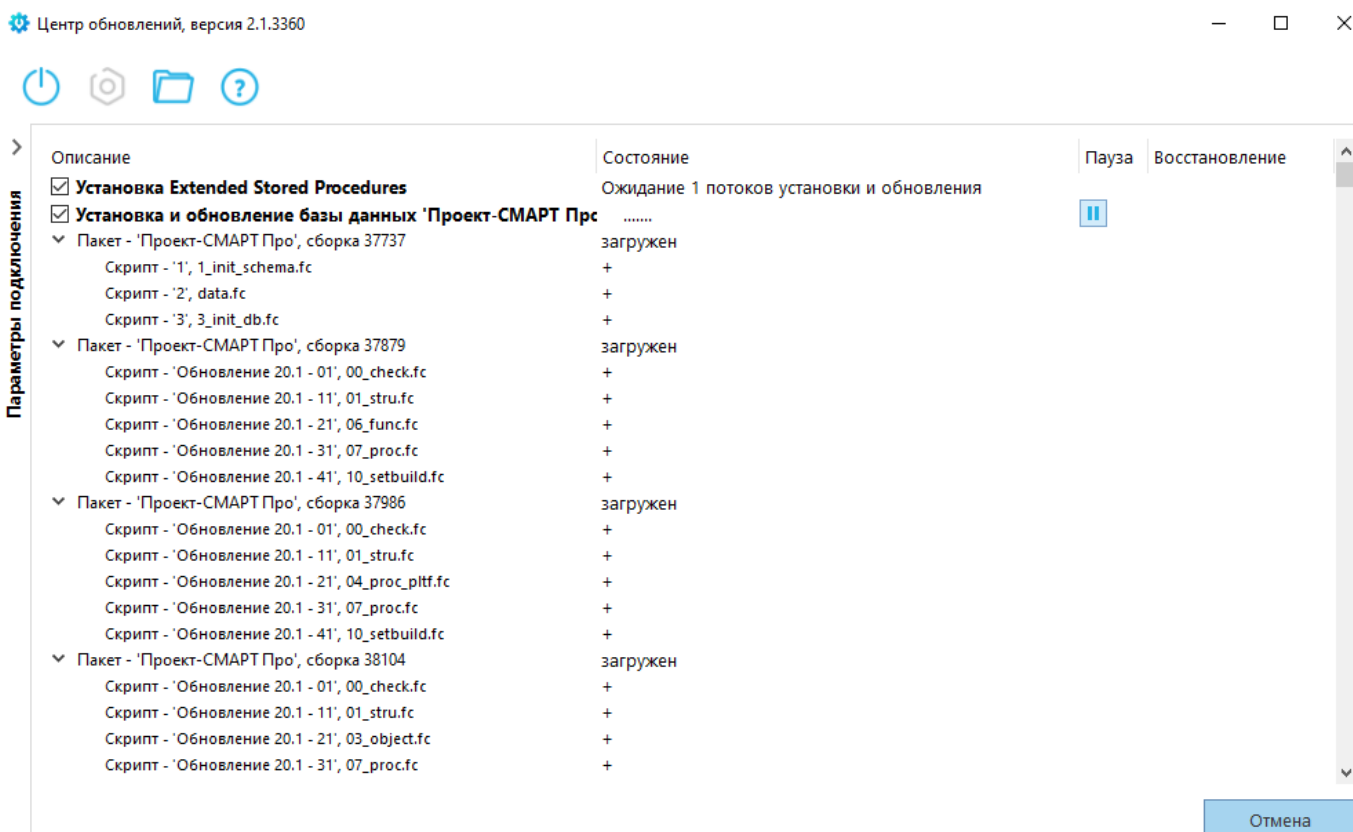 Центр обновлений, версия 2.1.3360
Описание Состояние Пауза Восстановление
Параметры подключения
Установка Extended Stored Procedures Ожидание 1 потоков установки и обновления
Установка и обновление базы данных 'Проект-СМАРТ Прс .......
Пакет - 'Проект-СМАРТ Про', сборка 37737 загружен
Скрипт - '1', 1_init_schema.fc +
Скрипт - '2', data.fc +
Скрипт - '3', 3_init_db.fc +
Пакет - 'Проект-СМАРТ Про', сборка 37879 загружен
Скрипт - 'Обновление 20.1 - 01', 00_check.fc +
Скрипт - 'Обновление 20.1 - 11', 01_stru.fc +
Скрипт - 'Обновление 20.1 - 21', 06_func.fc +
Скрипт - 'Обновление 20.1 - 31', 07_proc.fc +
Скрипт - 'Обновление 20.1 - 41', 10_setbuild.fc +
Пакет - 'Проект-СМАРТ Про', сборка 37986 загружен
Скрипт - 'Обновление 20.1 - 01', 00_check.fc +
Скрипт - 'Обновление 20.1 - 11', 01_stru.fc +
Скрипт - 'Обновление 20.1 - 21', 04_proc_pltf.fc +
Скрипт - 'Обновление 20.1 - 31', 07_proc.fc +
Скрипт - 'Обновление 20.1 - 41', 10_setbuild.fc +
Пакет - 'Проект-СМАРТ Про', сборка 38104 загружен
Скрипт - 'Обновление 20.1 - 01', 00_check.fc +
Скрипт - 'Обновление 20.1 - 11', 01_stru.fc +
Скрипт - 'Обновление 20.1 - 21', 03_object.fc +
Скрипт - 'Обновление 20.1 - 31', 07_proc.fc +
Отмена